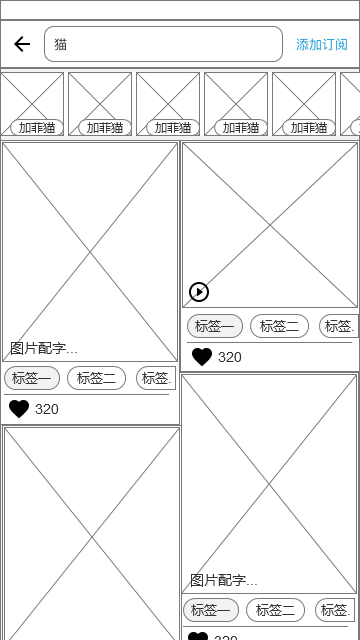 猫
添加订阅
加菲猫
加菲猫
加菲猫
加菲猫
加菲猫
图片配字...
标签一
标签二
标签.
320
标签一
标签二
标签.
320
图片配字...
标签一
标签二
标签.
320